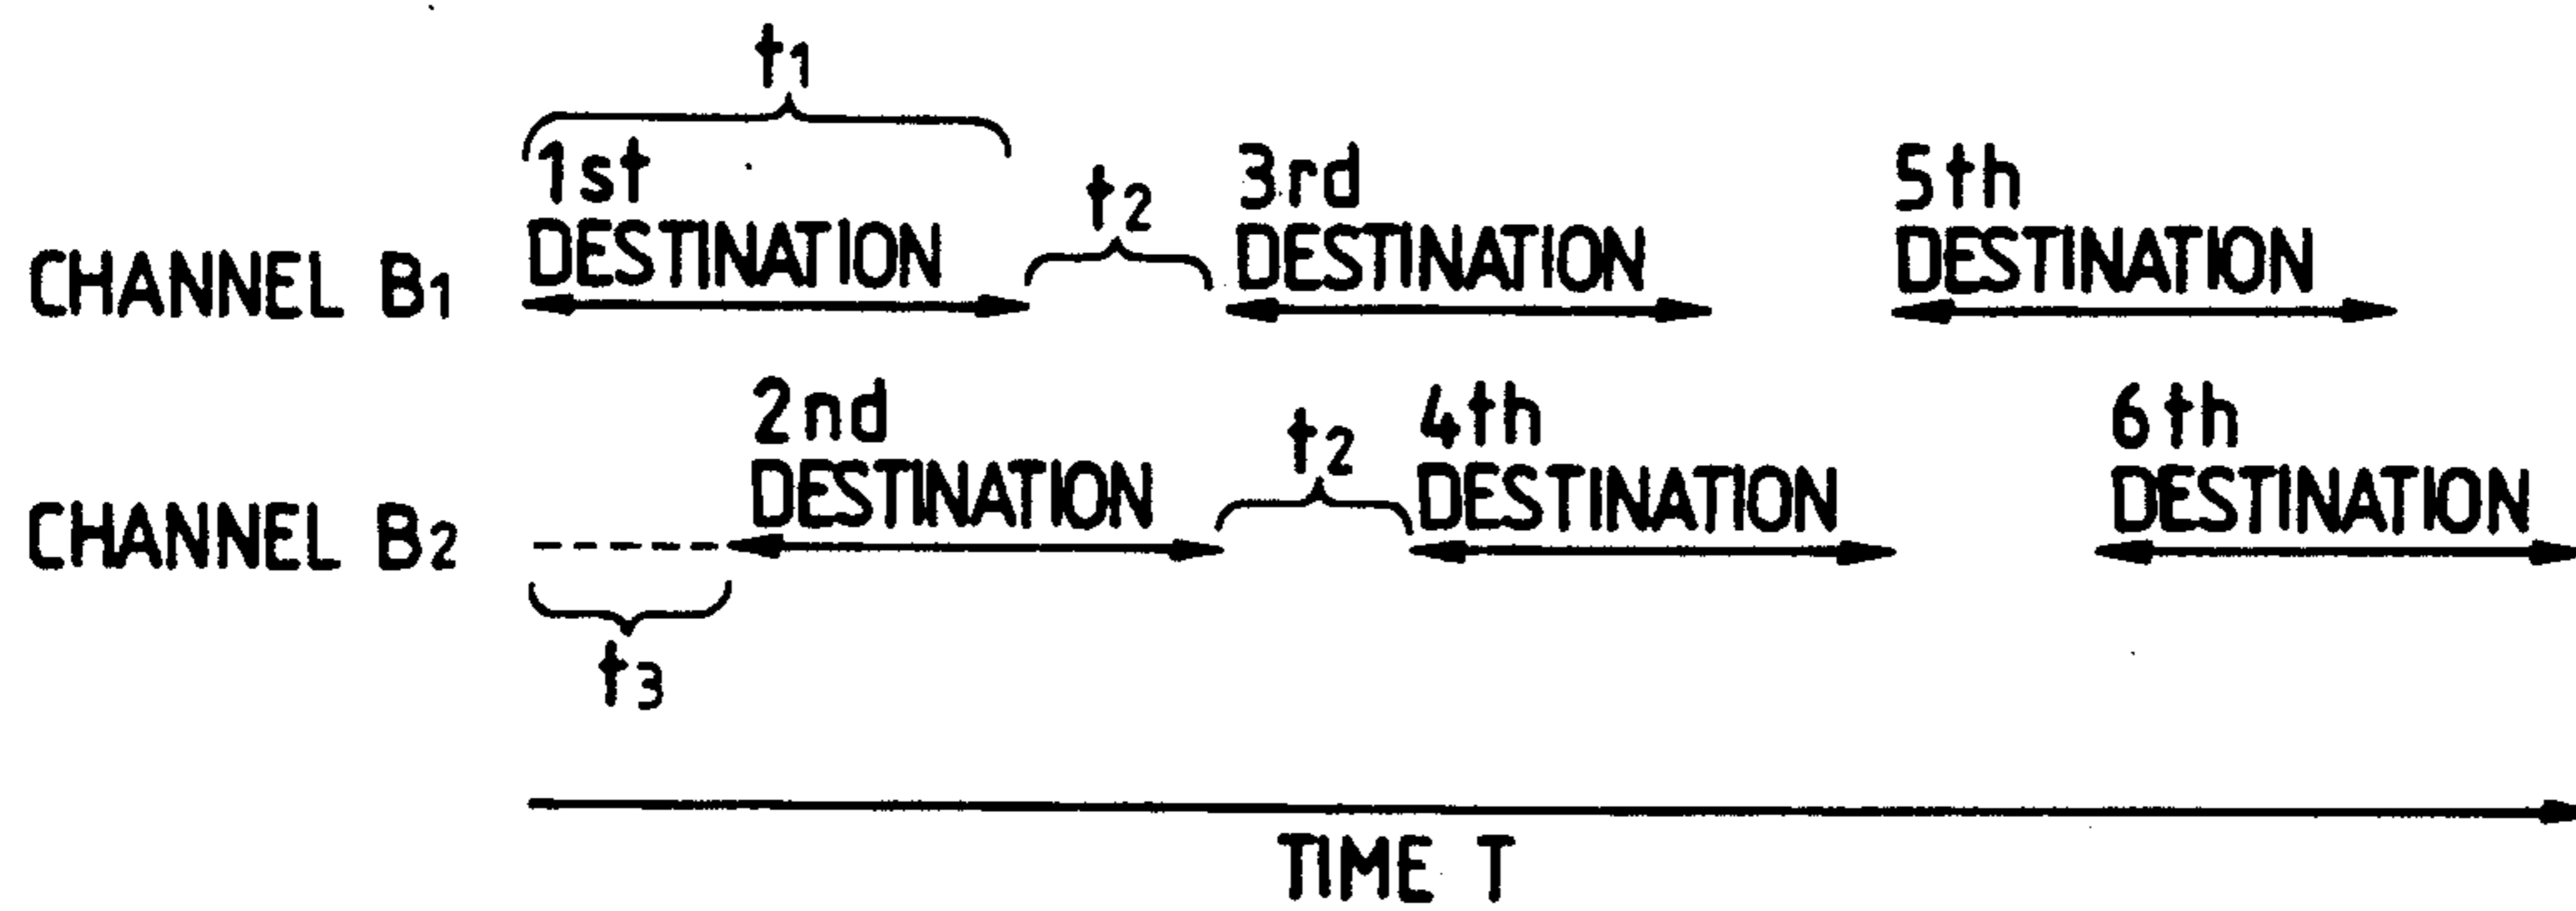 t1
1st
DESTINATION
t2
3rd
DESTINATION
5th
DESTINATION
CHANNEL B1
2nd
DESTINATION
t2
4th
DESTINATION
6th
DESTINATION
CHANNEL B2
t3
TIME T